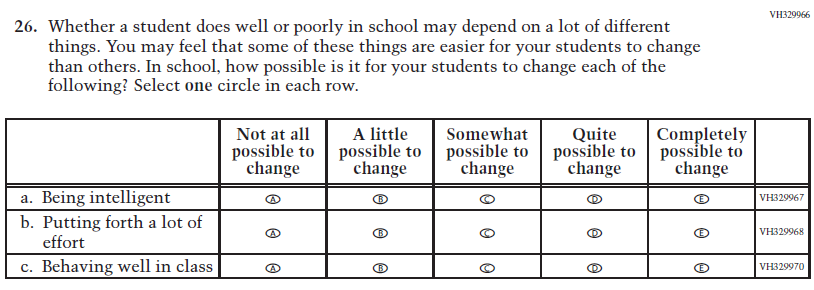 VH329966
26. Whether a student does well or poorly in school may depend on a lot of different
things. You may feel that some of these things are easier for your students to change
than others. In school, how possible is it for your students to change each of the
following? Select one circle in each row.
Not at all possible to change
A little possible to change
Somewhat possible to change
Quite possible to change
Completely possible to change
a. Being intelligent A B C D E VH329967
b. Putting forth a lot of
effort A B C D E VH329968
c. Behaving well in class A B C D E VH329970